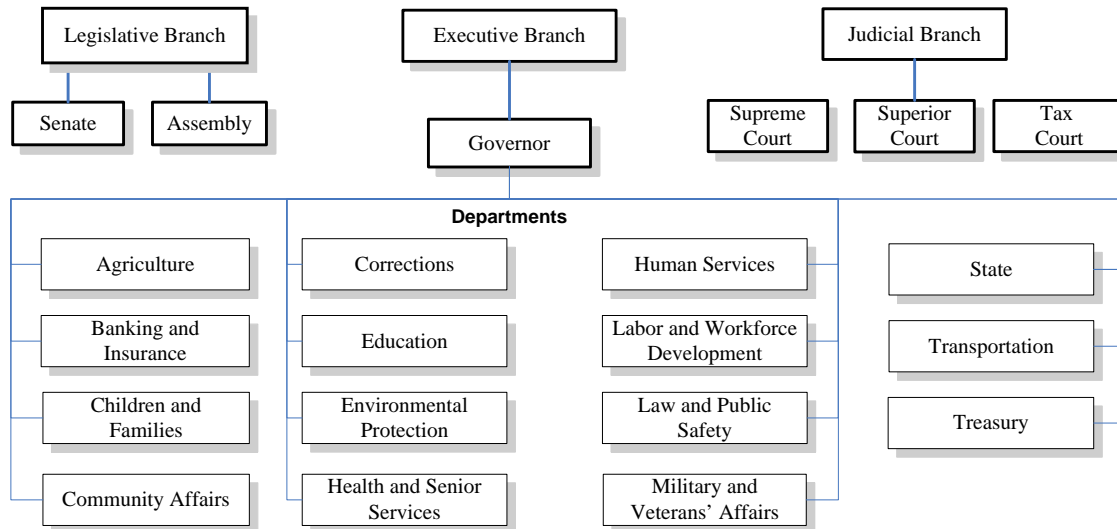 Legislative Branch
Executive Branch
Judicial Branch
Senate
Assembly
Governor
Supreme
Court
Superior
Court
Tax
Court
Departments
Agriculture
Banking and
Insurance
Children and
Families
Community Affairs
Corrections
Education
Environmental
Protection
Health and Senior
Services
Human Services
Labor and Workforce
Development
Law and Public
Safety
Military and
Veterans’ Affairs
State
Transportation
Treasury